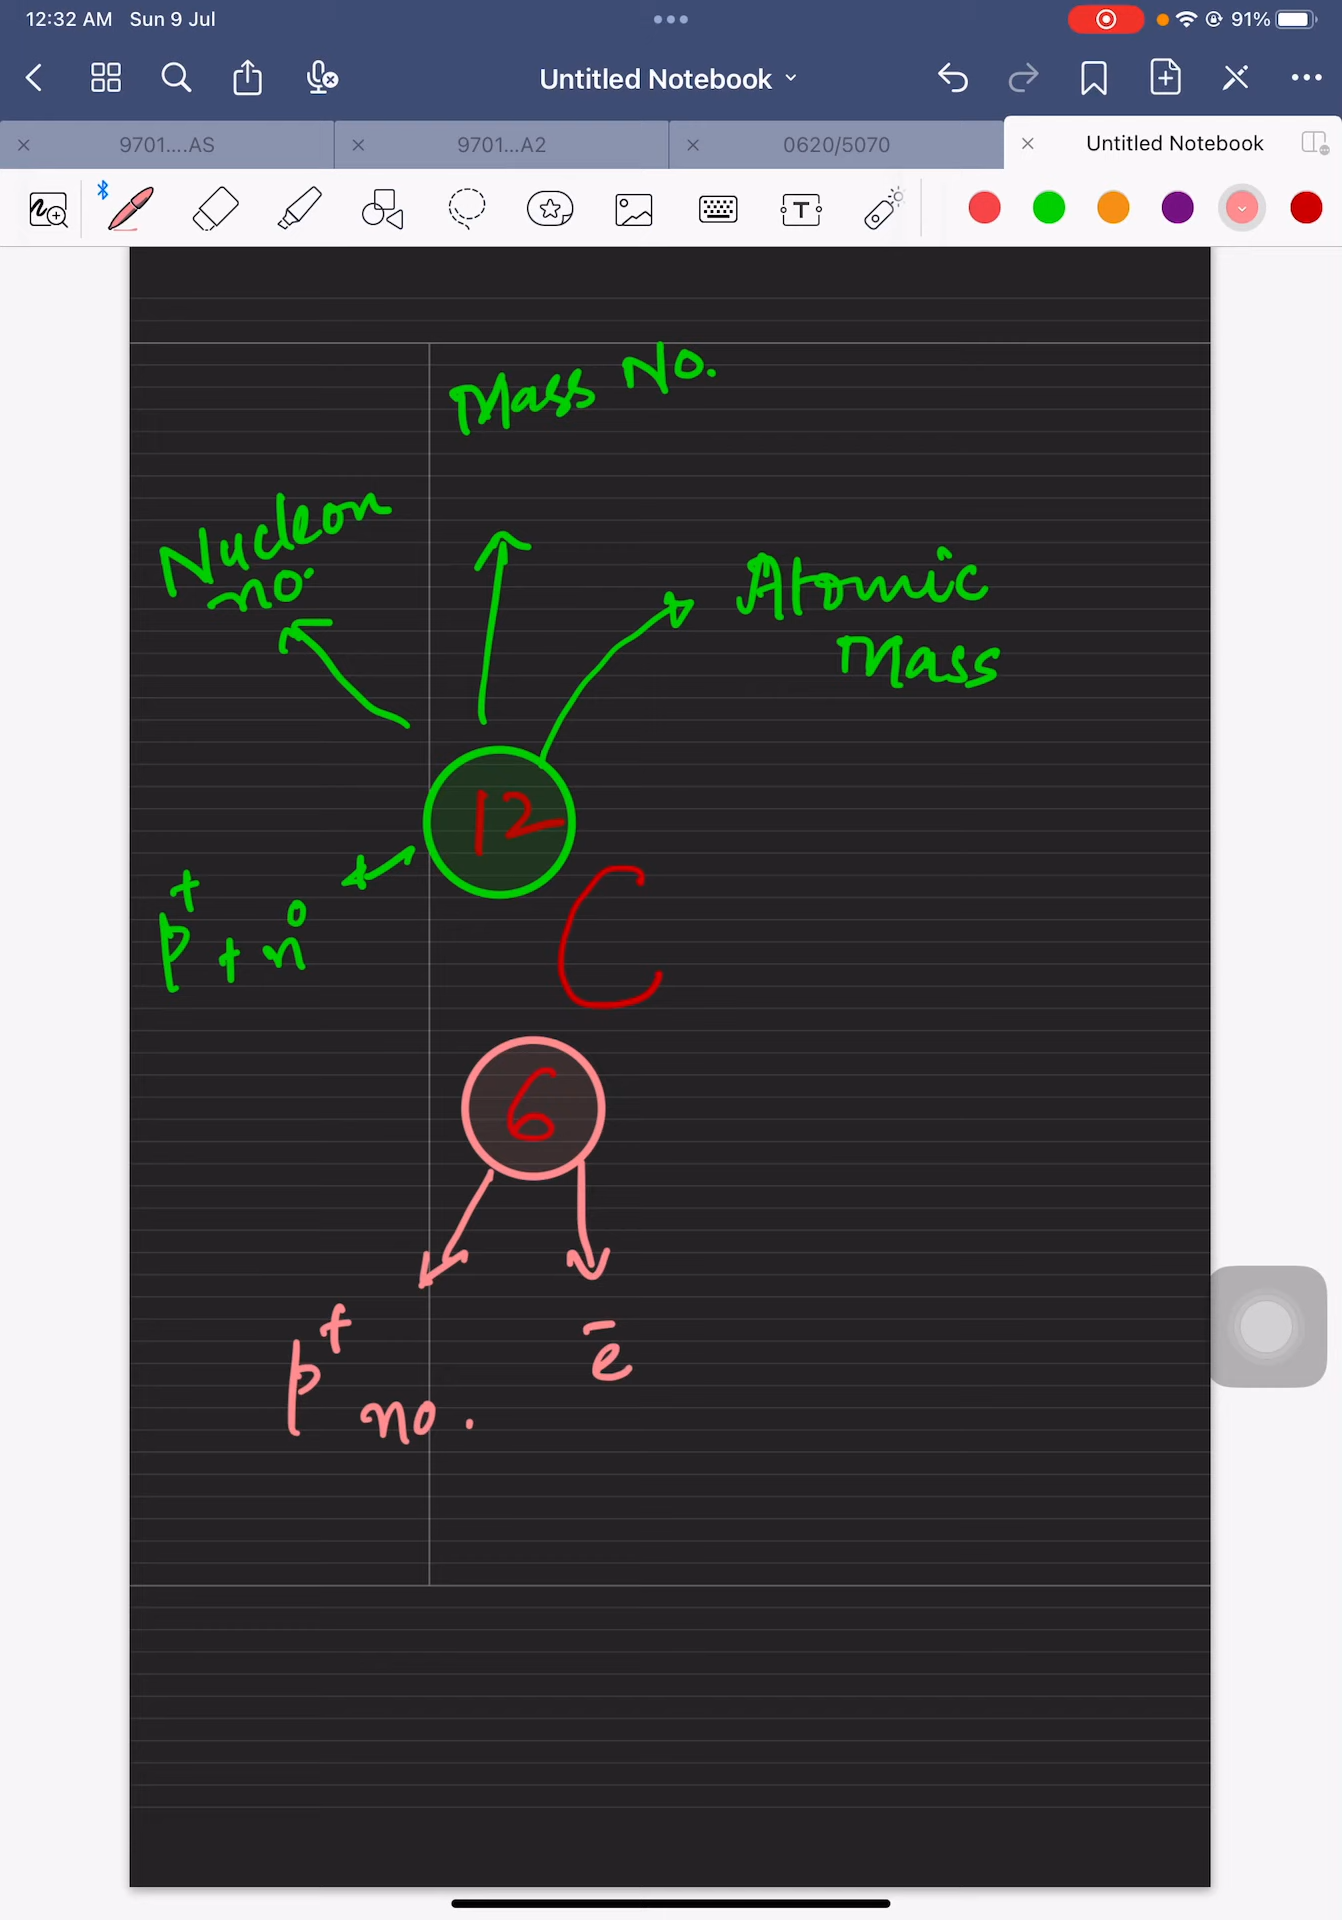 12:32 AM Sun 9 Jul
91%
Untitled Notebook
9701....AS
9701...A2
0620/5070
Untitled Notebook
T
Mass No.
Nucleon
no.
Atomic
Mass
12
p⁺ + n⁰
C
6
p⁺ no.
e⁻